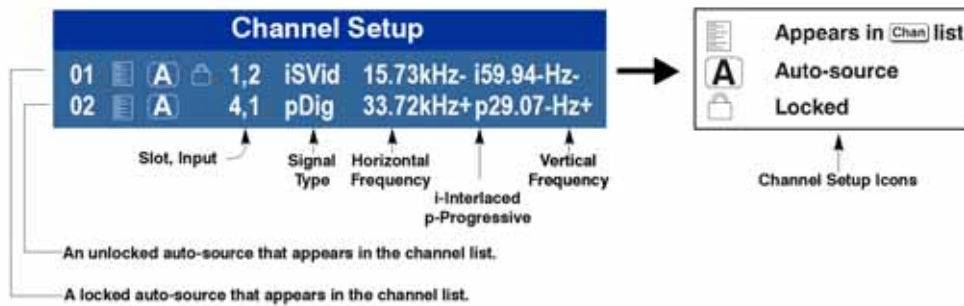 Channel Setup
01 A 1,2 iSVid 15.73kHz- i59.94-Hz-
02 A 4,1 pDig 33.72kHz+ p29.07-Hz+
Slot, Input
Signal
Type
Horizontal
Frequency
i-Interlaced
p-Progressive
Vertical
Frequency
Appears in Chan list
A Auto-source
Locked
Channel Setup Icons
An unlocked auto-source that appears in the channel list.
A locked auto-source that appears in the channel list.